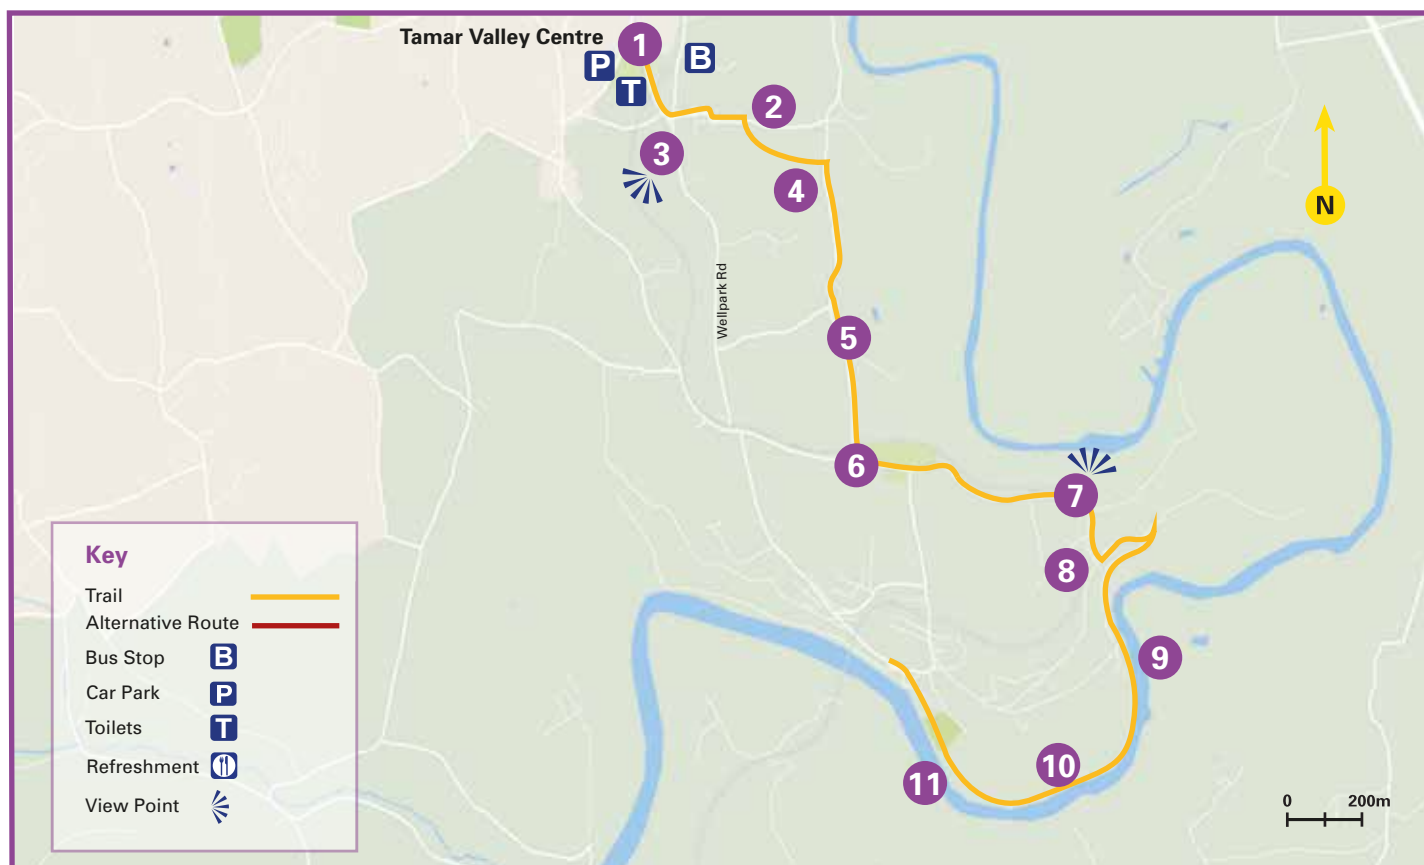 Tamar Valley Centre
1
P
B
T
2
3
4
N
Wellpark Rd
5
6
7
8
9
10
11
Key
Trail
Alternative Route
Bus Stop B
Car Park P
Toilets T
Refreshment
View Point
0 200m